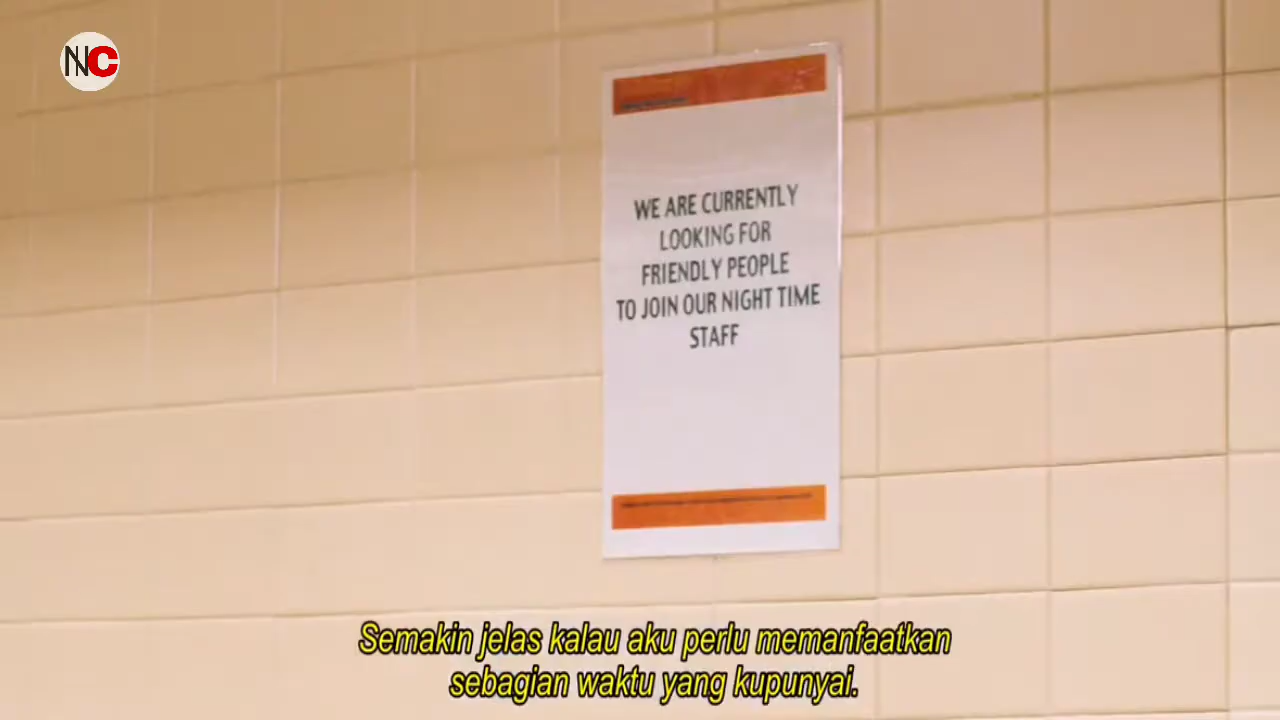 NC
WE ARE CURRENTLY
LOOKING FOR
FRIENDLY PEOPLE
TO JOIN OUR NIGHT TIME
STAFF
Semakin jelas kalau aku perlu memanfaatkan
sebagian waktu yang kupunyai.